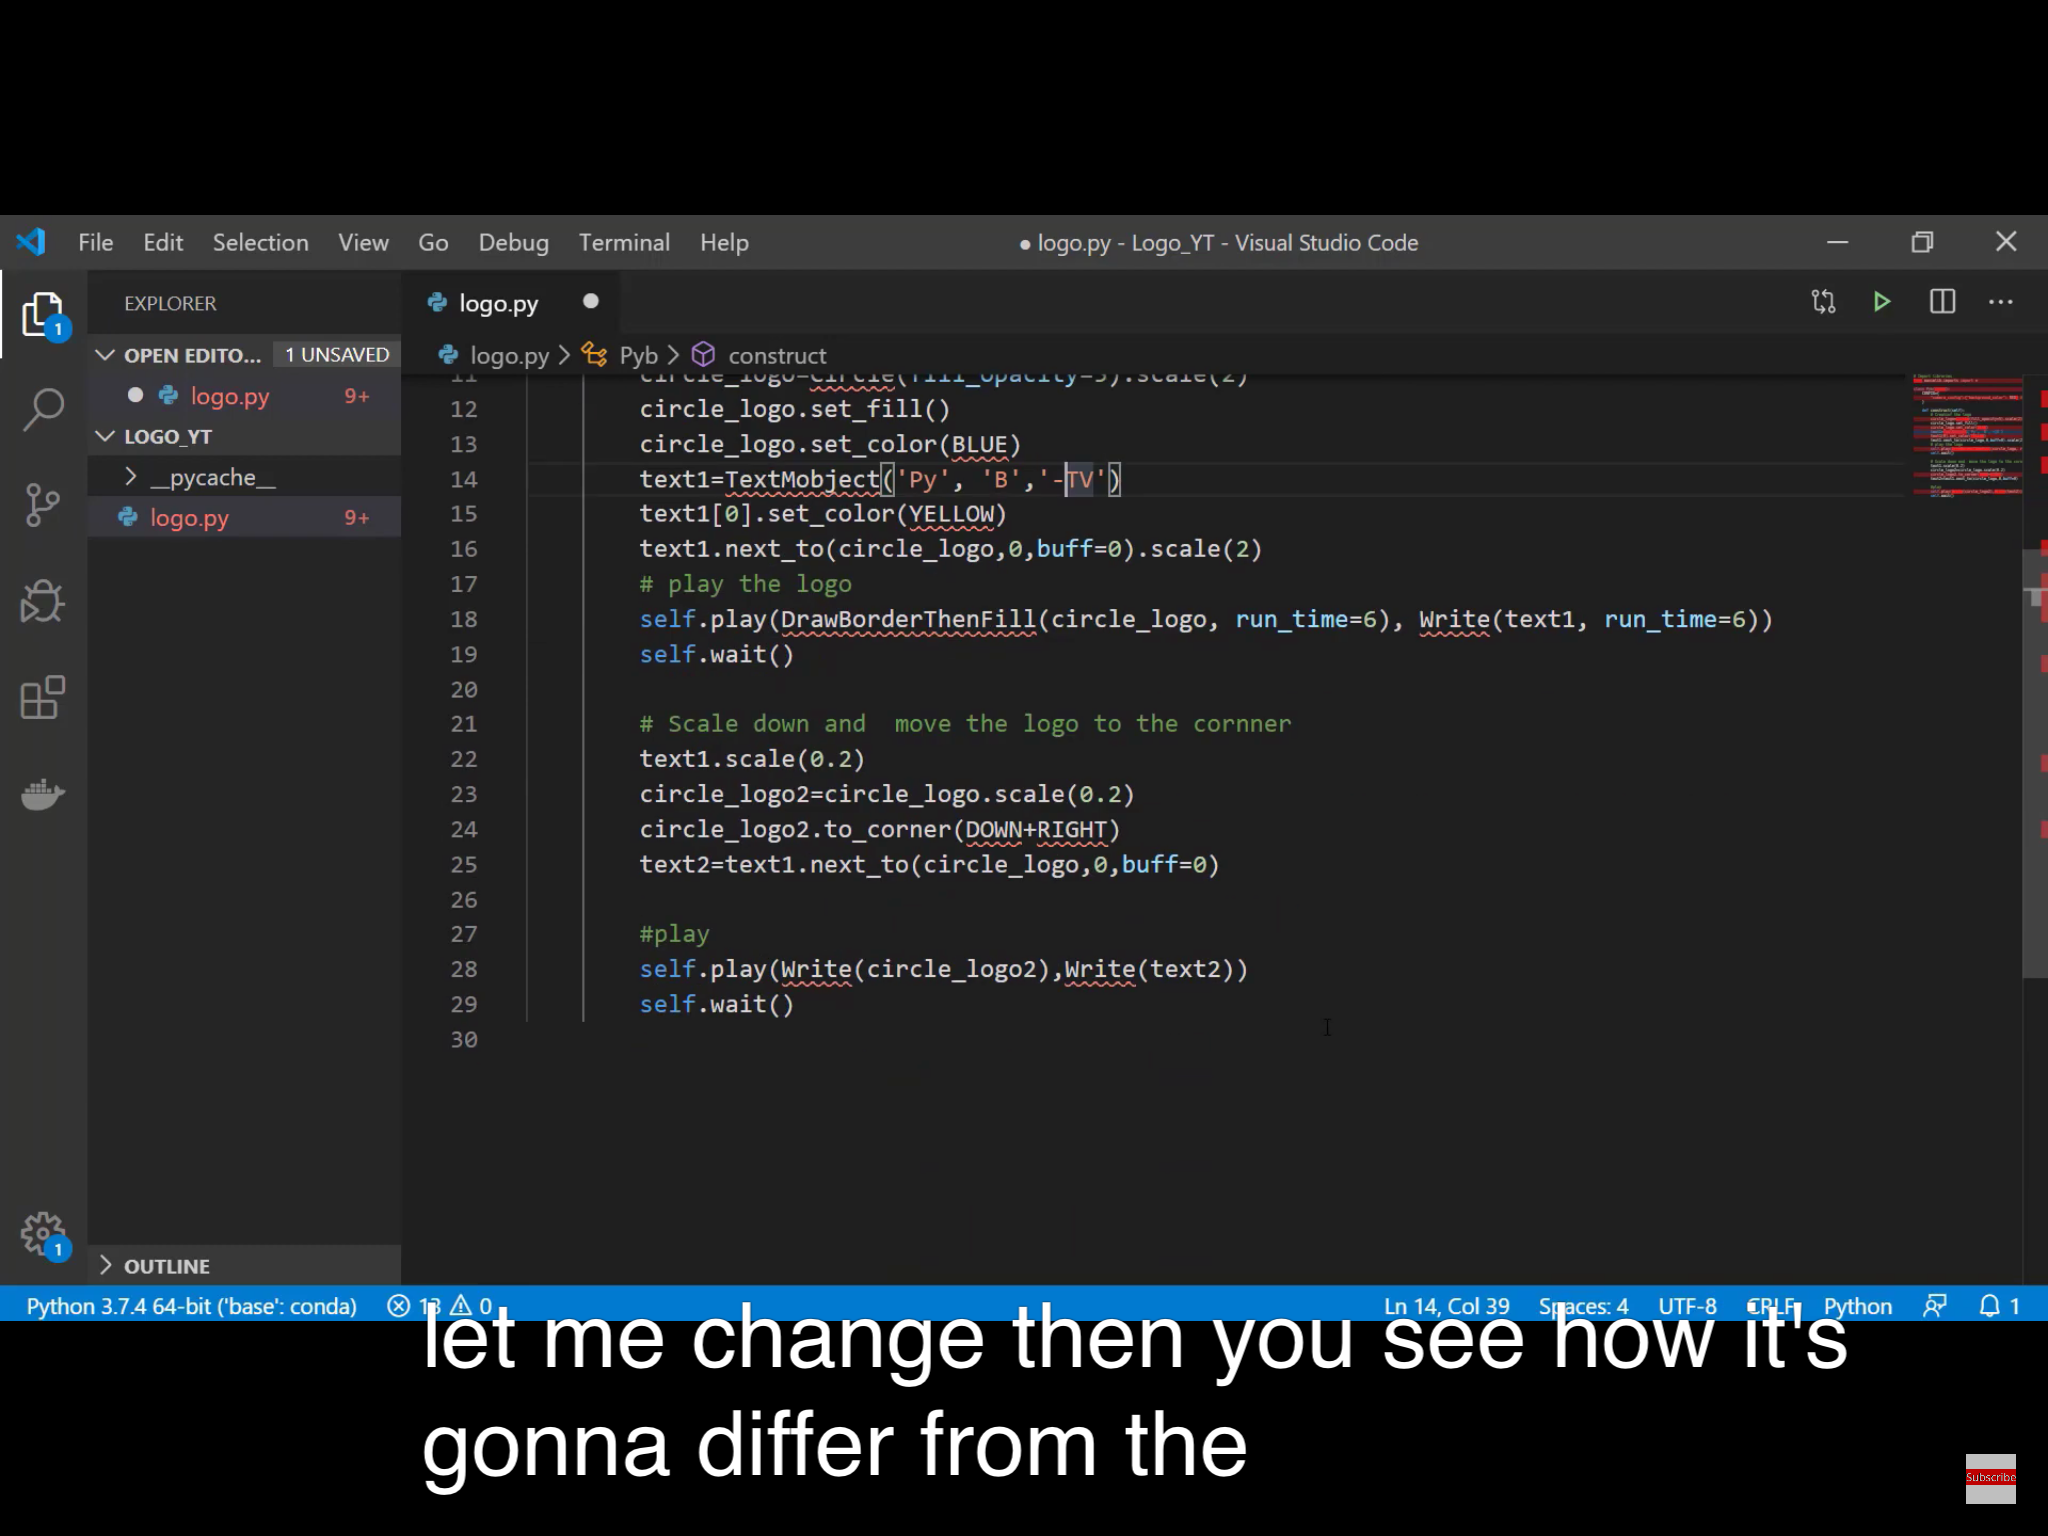 File Edit Selection View Go Debug Terminal Help
● logo.py - Logo_YT - Visual Studio Code
EXPLORER
OPEN EDITO... 1 UNSAVED
logo.py 9+
LOGO_YT
__pycache__
logo.py 9+
OUTLINE
logo.py
logo.py > Pyb > construct
11 circle_logo=Circle(fill_opacity=5).scale(2)
12 circle_logo.set_fill()
13 circle_logo.set_color(BLUE)
14 text1=TextMobject('Py', 'B','-TV')
15 text1[0].set_color(YELLOW)
16 text1.next_to(circle_logo,0,buff=0).scale(2)
17 # play the logo
18 self.play(DrawBorderThenFill(circle_logo, run_time=6), Write(text1, run_time=6))
19 self.wait()
20
21 # Scale down and  move the logo to the cornner
22 text1.scale(0.2)
23 circle_logo2=circle_logo.scale(0.2)
24 circle_logo2.to_corner(DOWN+RIGHT)
25 text2=text1.next_to(circle_logo,0,buff=0)
26
27 #play
28 self.play(Write(circle_logo2),Write(text2))
29 self.wait()
30
Python 3.7.4 64-bit ('base': conda) 13 0 Ln 14, Col 39 Spaces: 4 UTF-8 CRLF Python 1
let me change then you see how it's
gonna differ from the
Subscribe